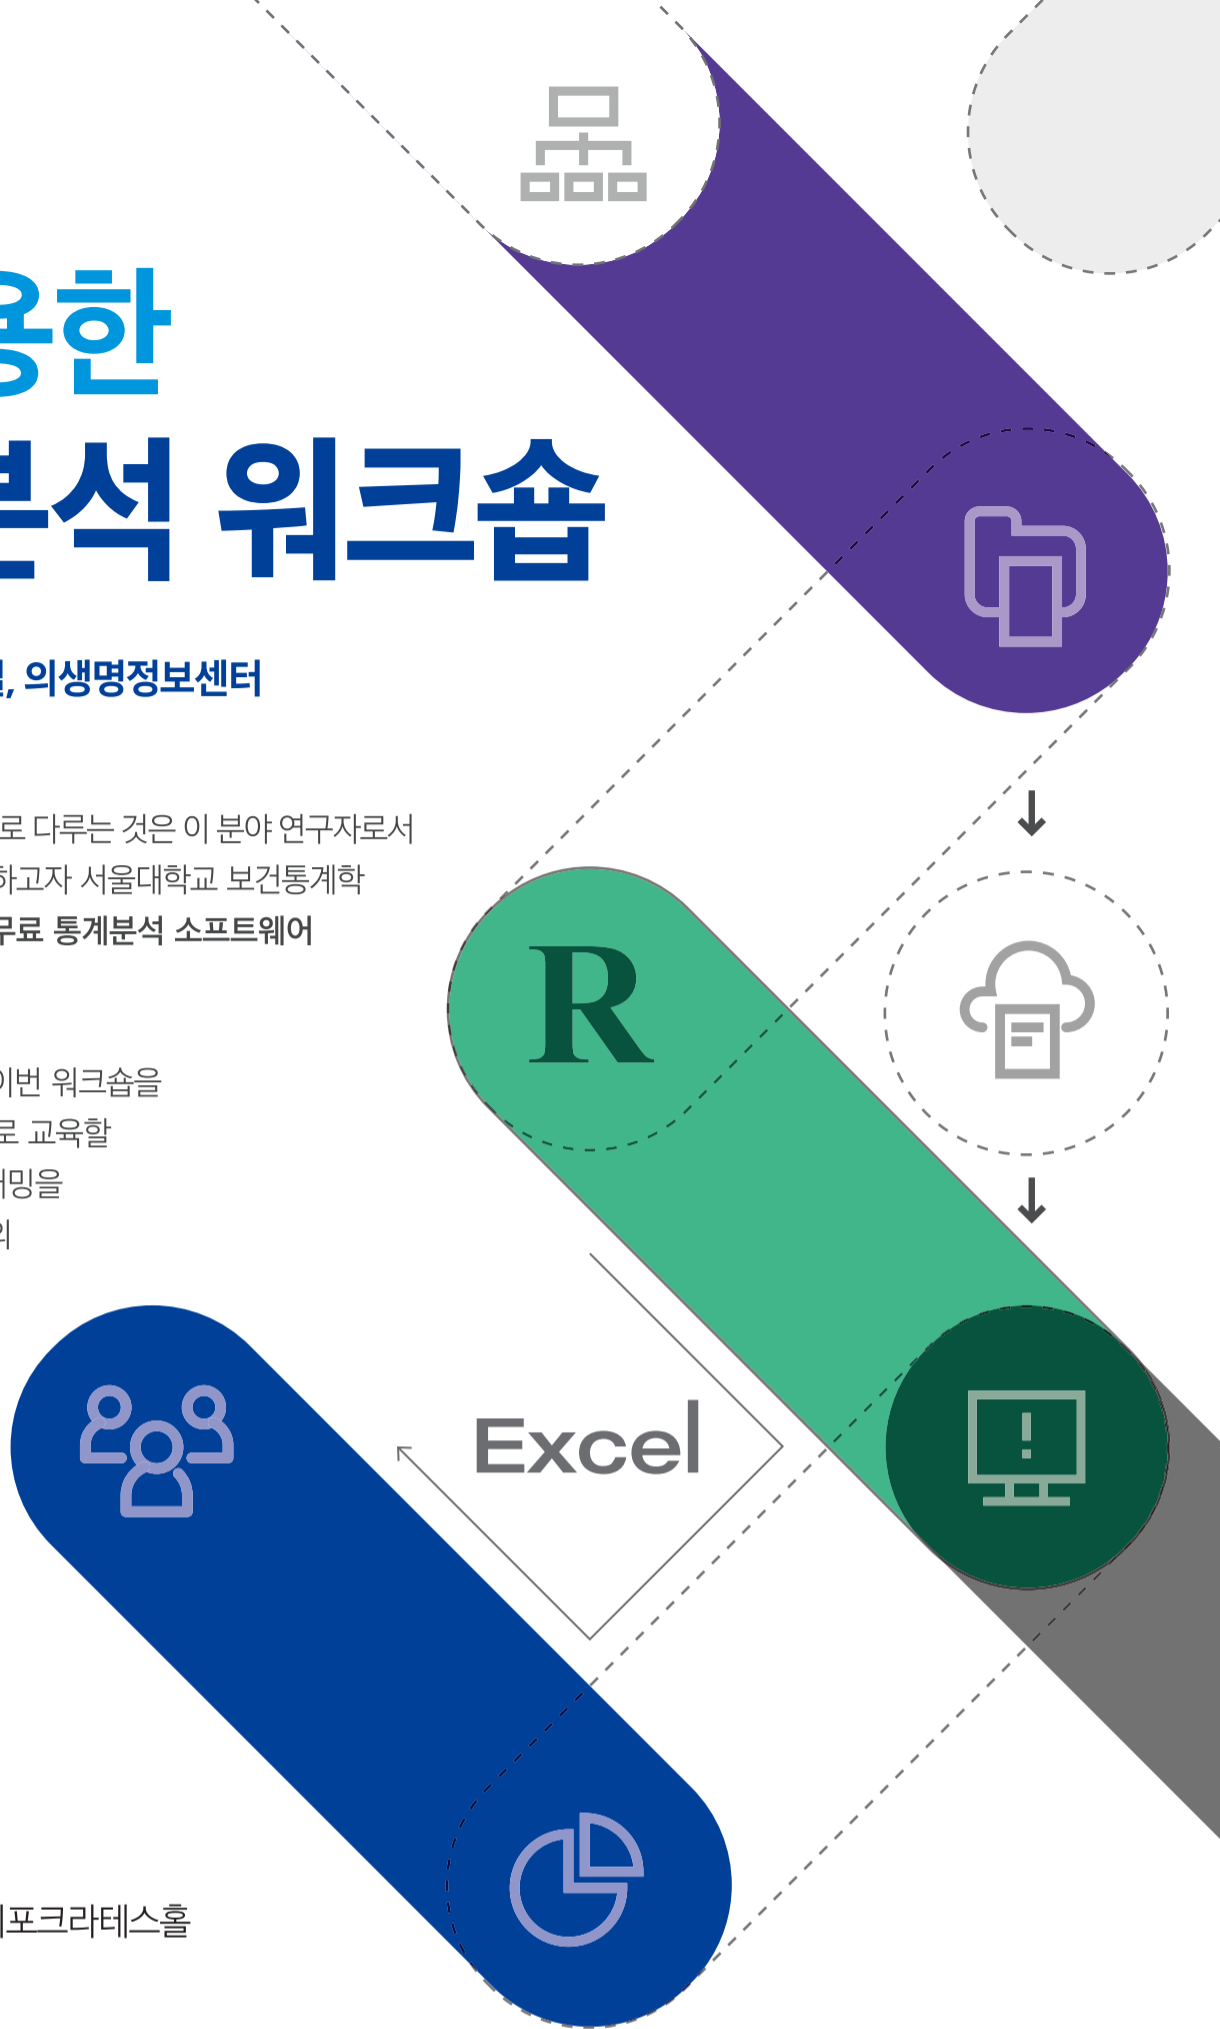 용한
분석 워크숍
, 의생명정보센터
로 다루는 것은 이 분야 연구자로서
하고자 서울대학교 보건통계학
무료 통계분석 소프트웨어
R
이번 워크숍을
로 교육할
래밍을
의
Excel
히포크라테스홀